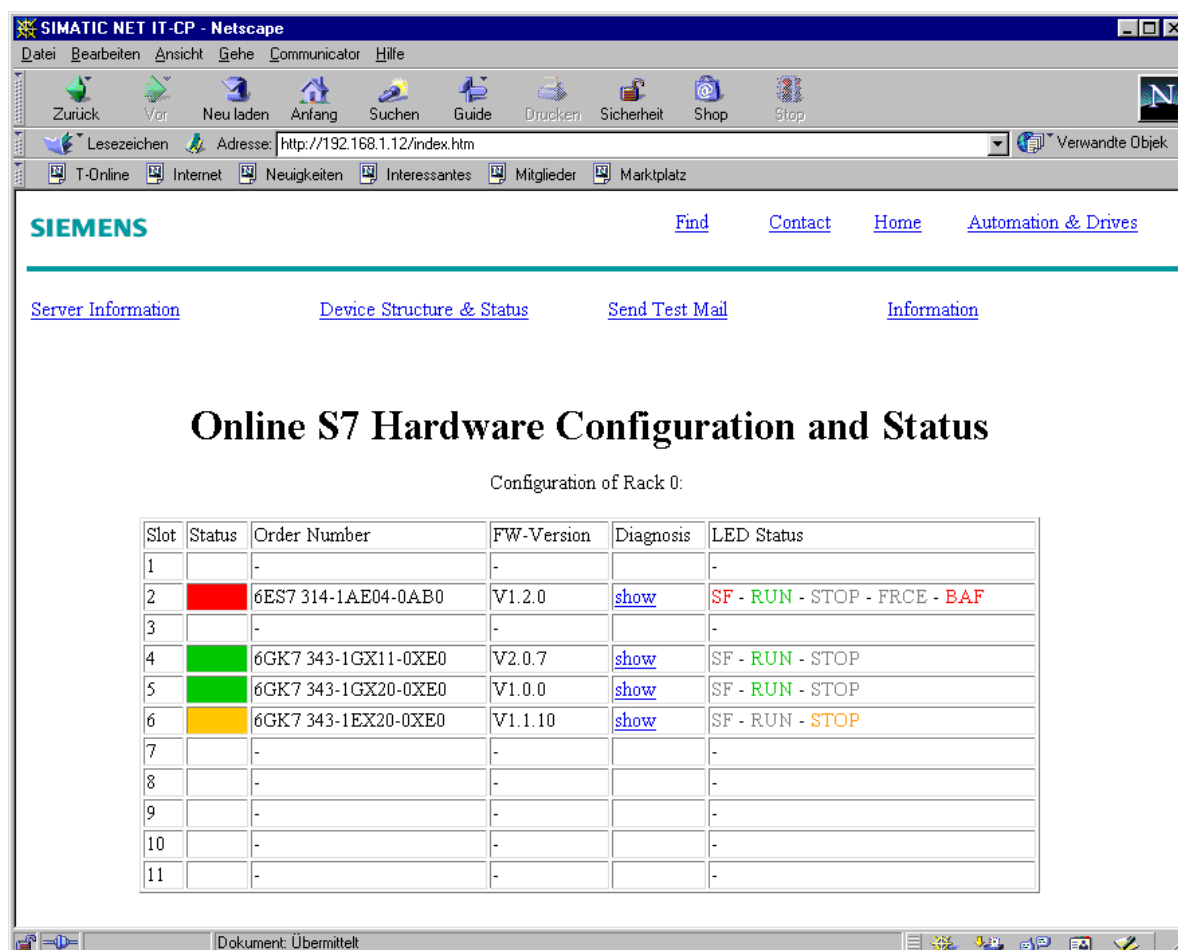 SIMATIC NET IT-CP - Netscape
Datei Bearbeiten Ansicht Gehe Communicator Hilfe
Zurück Vor Neu laden Anfang Suchen Guide Drucken Sicherheit Shop Stop
N
Lesezeichen Adresse: http://192.168.1.12/index.htm Verwandte Objek
T-Online Internet Neuigkeiten Interessantes Mitglieder Marktplatz
SIEMENS Find Contact Home Automation & Drives
Server Information Device Structure & Status Send Test Mail Information
Online S7 Hardware Configuration and Status
Configuration of Rack 0:
Slot Status Order Number FW-Version Diagnosis LED Status
1 - - -
2 6ES7 314-1AE04-0AB0 V1.2.0 show SF - RUN - STOP - FRCE - BAF
3 - - -
4 6GK7 343-1GX11-0XE0 V2.0.7 show SF - RUN - STOP
5 6GK7 343-1GX20-0XE0 V1.0.0 show SF - RUN - STOP
6 6GK7 343-1EX20-0XE0 V1.1.10 show SF - RUN - STOP
7 - - -
8 - - -
9 - - -
10 - - -
11 - - -
Dokument: Übermittelt